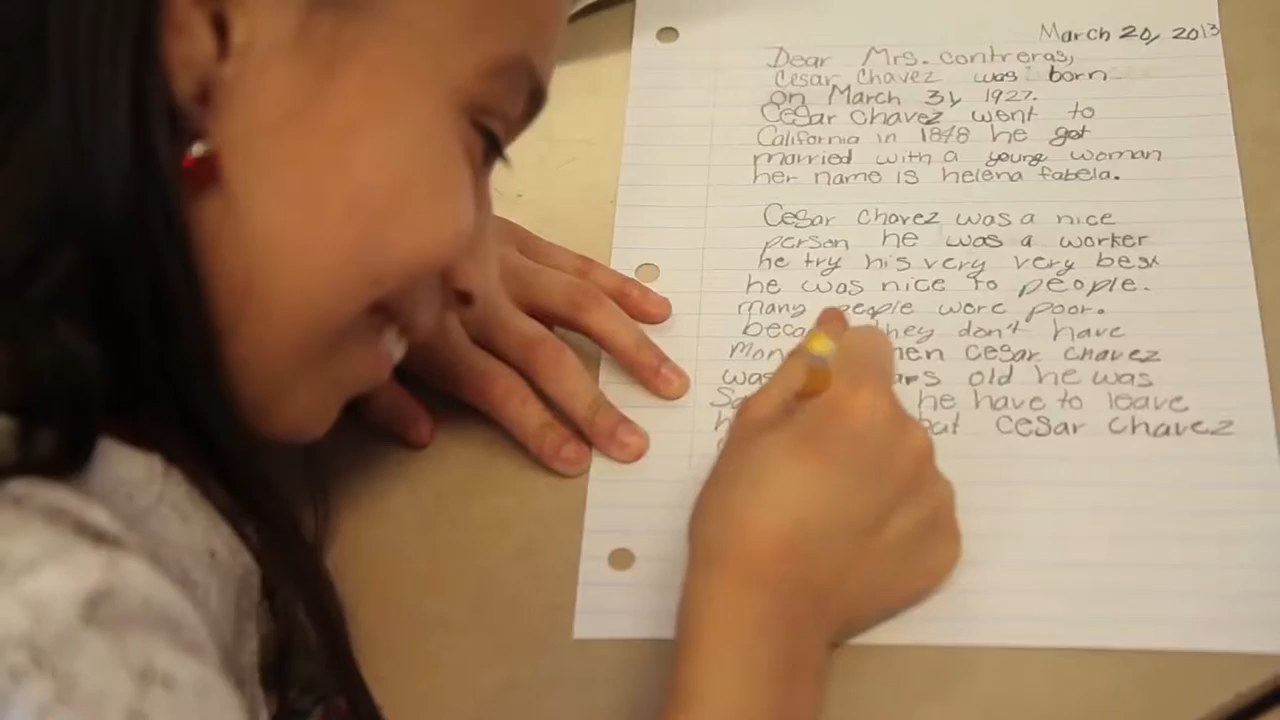 March 20, 2013
Dear Mrs. Contreras,
Cesar Chavez was born
on March 31, 1927.
Cesar Chavez went to
California in 1878 he got
married with a young woman
her name is helena fabela.
Cesar Chavez was a nice
person he was a worker
he try his very very best
he was nice to people.
many people were poor.
they don't have
Cesar Chavez
was old he was
he have to leave
but Cesar Chavez